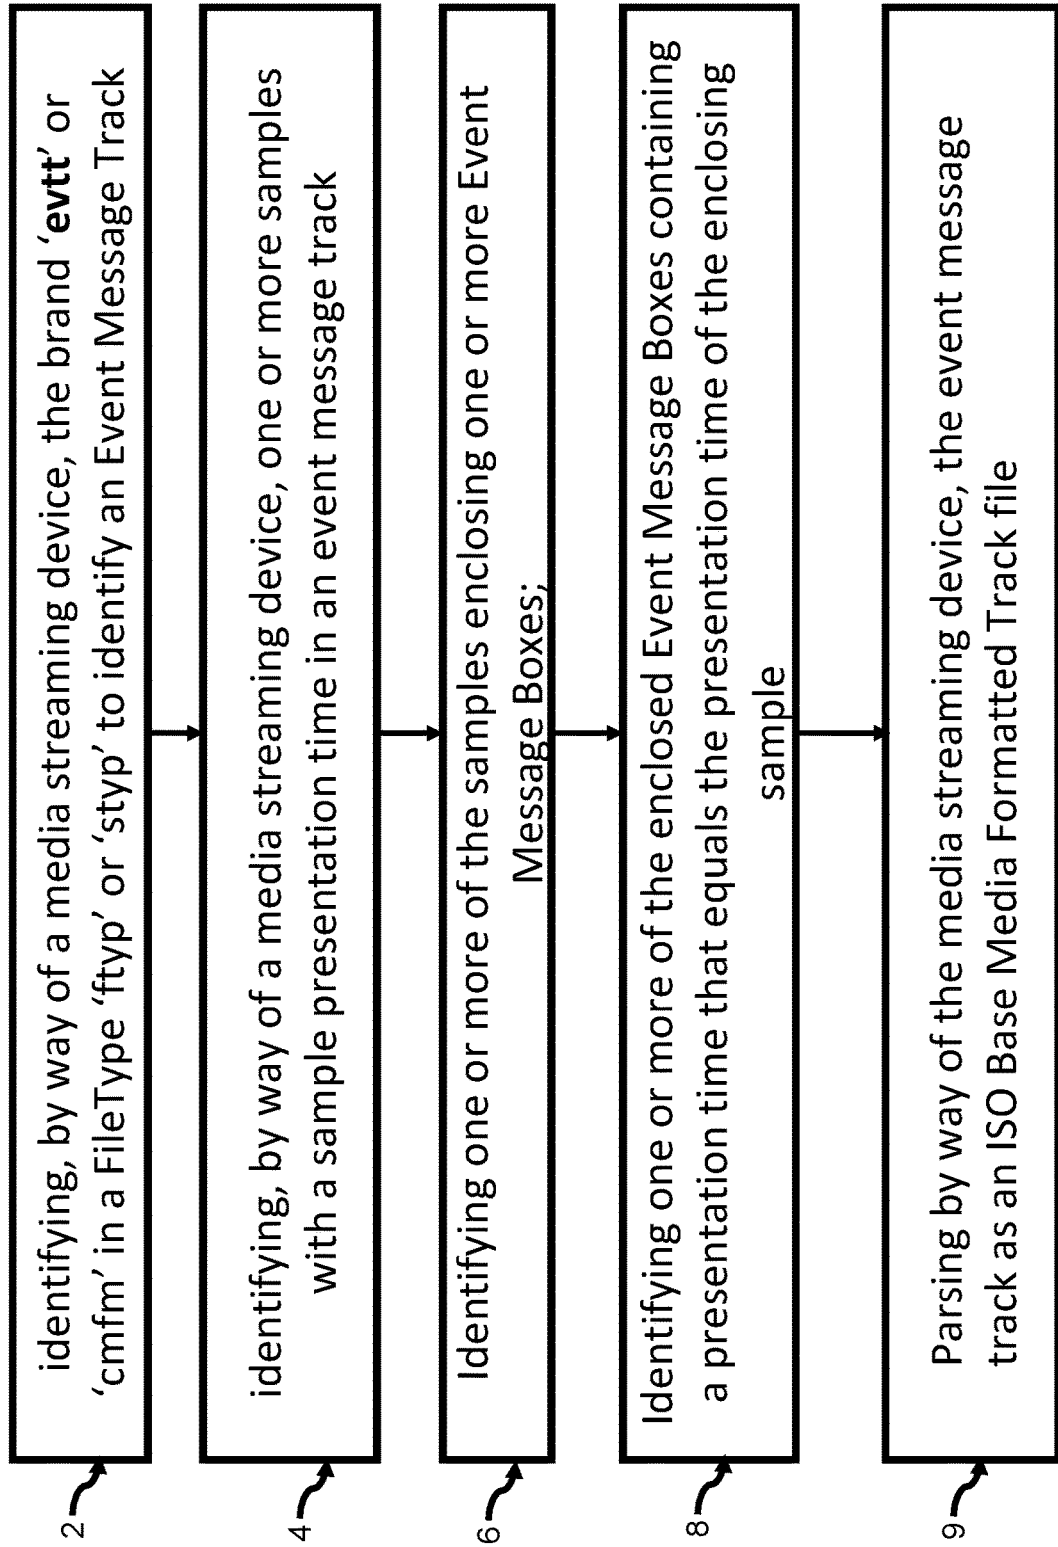 2
identifying, by way of a media streaming device, the brand ‘evtt’ or
‘cmfm’ in a FileType ‘ftyp’ or ‘styp’ to identify an Event Message Track
4
identifying, by way of a media streaming device, one or more samples
with a sample presentation time in an event message track
6
Identifying one or more of the samples enclosing one or more Event
Message Boxes;
8
Identifying one or more of the enclosed Event Message Boxes containing
a presentation time that equals the presentation time of the enclosing
sample
9
Parsing by way of the media streaming device, the event message
track as an ISO Base Media Formatted Track file